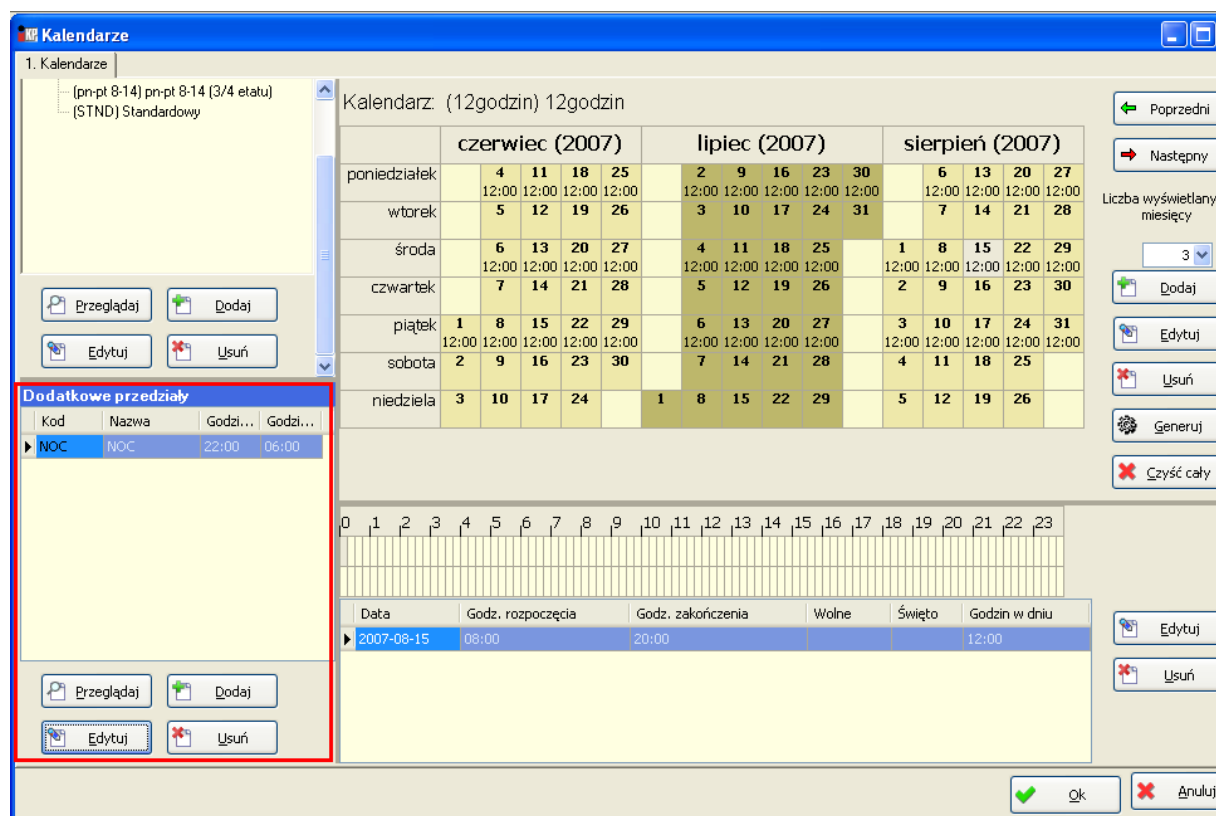 Kalendarze
1. Kalendarze
(pn-pt 8-14) pn-pt 8-14 (3/4 etatu)
(STND) Standardowy
Przeglądaj Dodaj
Edytuj Usuń
Dodatkowe przedziały
Kod Nazwa Godzi... Godzi...
NOC NOC 22:00 06:00
Przeglądaj Dodaj
Edytuj Usuń
Kalendarz: (12godzin) 12godzin
czerwiec (2007) lipiec (2007) sierpień (2007)
poniedziałek 4 11 18 25 2 9 16 23 30 6 13 20 27
12:00 12:00 12:00 12:00 12:00 12:00 12:00 12:00 12:00 12:00 12:00 12:00 12:00
wtorek 5 12 19 26 3 10 17 24 31 7 14 21 28
środa 6 13 20 27 4 11 18 25 1 8 15 22 29
12:00 12:00 12:00 12:00 12:00 12:00 12:00 12:00 12:00 12:00 12:00 12:00 12:00
czwartek 7 14 21 28 5 12 19 26 2 9 16 23 30
piątek 1 8 15 22 29 6 13 20 27 3 10 17 24 31
12:00 12:00 12:00 12:00 12:00 12:00 12:00 12:00 12:00 12:00 12:00 12:00 12:00 12:00
sobota 2 9 16 23 30 7 14 21 28 4 11 18 25
niedziela 3 10 17 24 1 8 15 22 29 5 12 19 26
0 1 2 3 4 5 6 7 8 9 10 11 12 13 14 15 16 17 18 19 20 21 22 23
Data Godz. rozpoczęcia Godz. zakończenia Wolne Święto Godzin w dniu
2007-08-15 08:00 20:00 12:00
Poprzedni
Następny
Liczba wyświetlany
miesięcy
3
Dodaj
Edytuj
Usuń
Generuj
Czyść cały
Edytuj
Usuń
Ok Anuluj